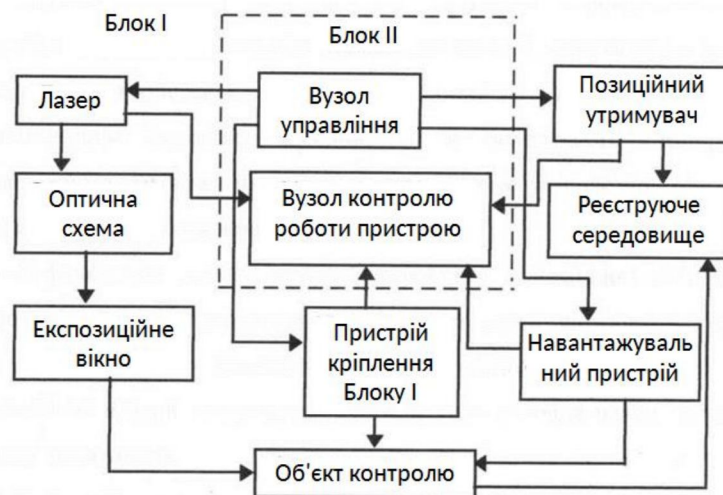 Блок I
Блок II
Лазер
Вузол
управління
Позиційний
утримувач
Оптична
схема
Вузол контролю
роботи пристрою
Реєструюче
середовище
Експозиційне
вікно
Пристрій
кріплення
Блоку I
Навантажуваль
ний пристрій
Об'єкт контролю